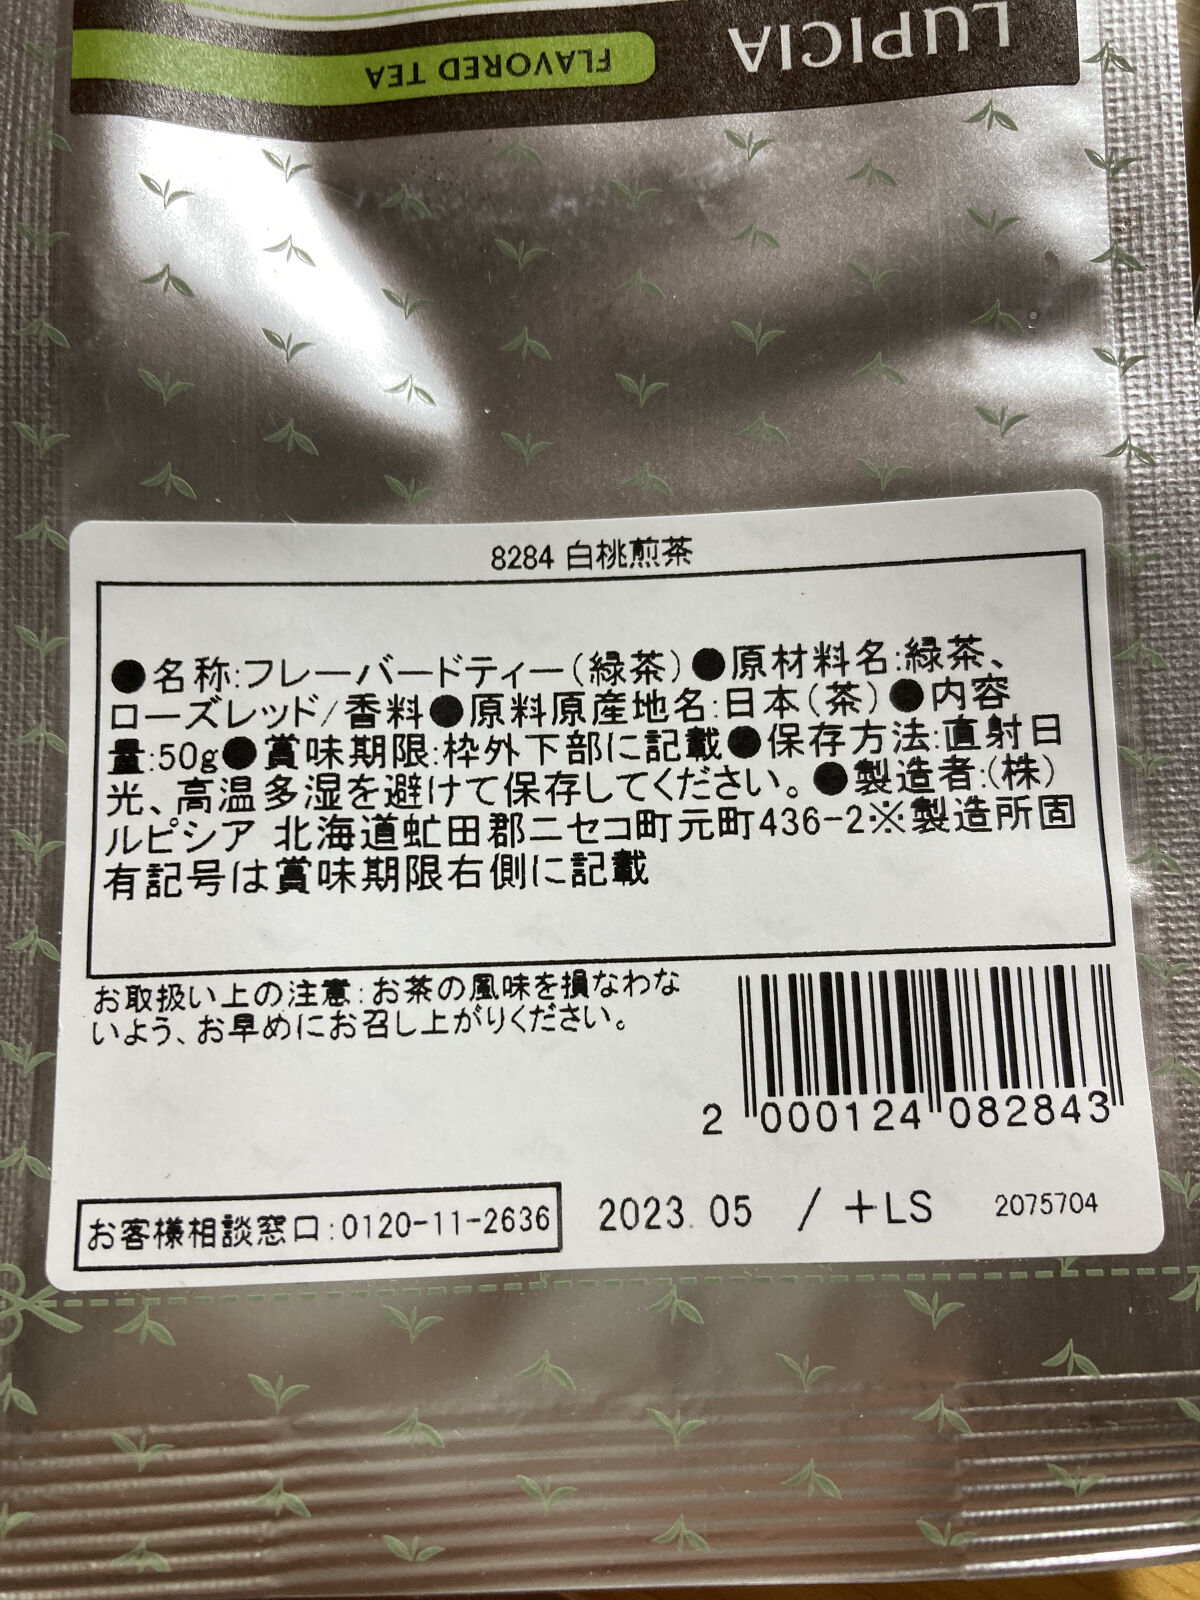 LUPICIA
FLAVORED TEA
8284 白桃煎茶
●名称:フレーバードティー(緑茶)●原材料名:緑茶、
ローズレッド/香料●原料原産地名:日本(茶)●内容
量:50g●賞味期限:枠外下部に記載●保存方法:直射日
光、高温多湿を避けて保存してください。●製造者:(株)
ルピシア 北海道虻田郡ニセコ町元町436-2※製造所固
有記号は賞味期限右側に記載
お取扱い上の注意:お茶の風味を損なわな
いよう、お早めにお召し上がりください。
2 000124 082843
お客様相談窓口:0120-11-2636
2023.05 / +LS 2075704